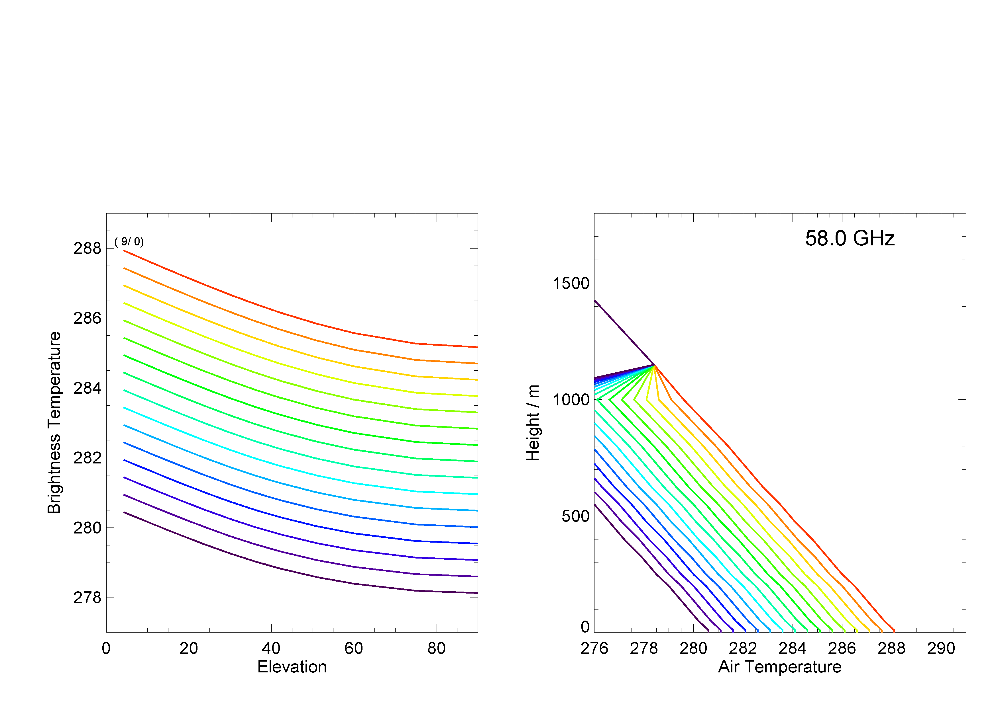 ( 9/ 0)
288
286
284
282
280
278
Brightness Temperature
0 20 40 60 80
Elevation
58.0 GHz
1500
1000
500
0
Height / m
276 278 280 282 284 286 288 290
Air Temperature